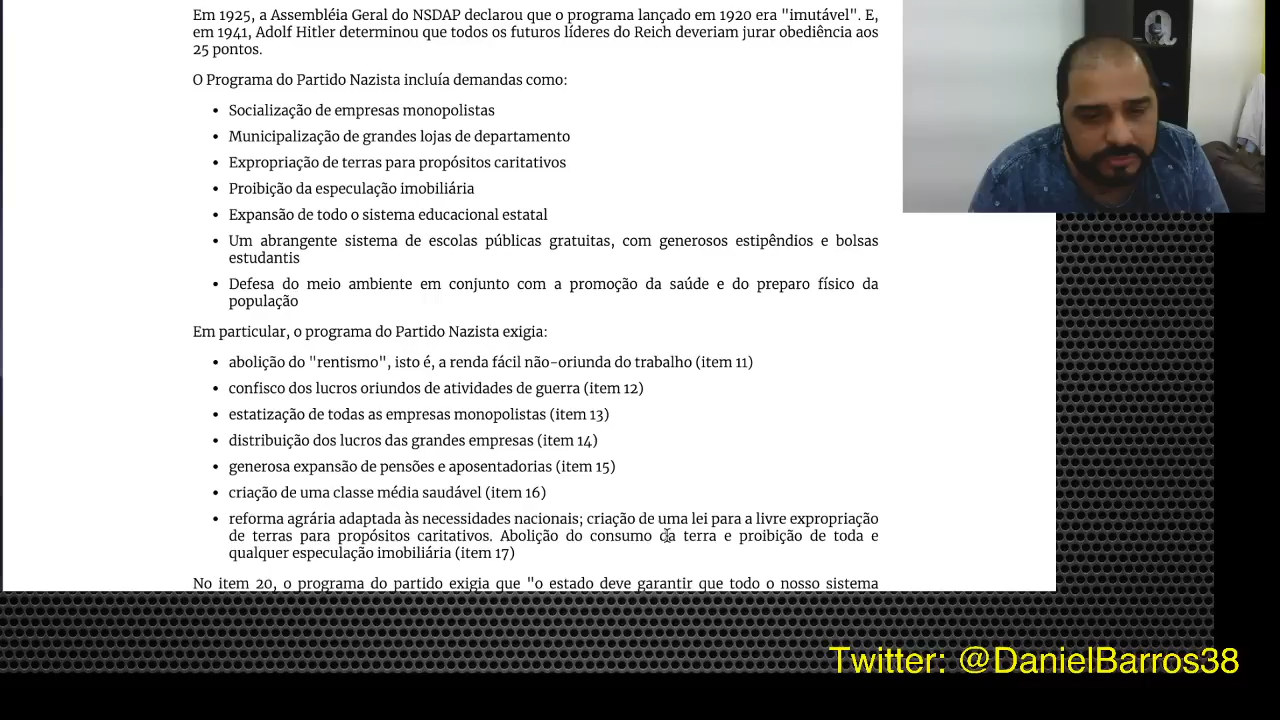 Em 1925, a Assembléia Geral do NSDAP declarou que o programa lançado em 1920 era "imutável". E,
em 1941, Adolf Hitler determinou que todos os futuros líderes do Reich deveriam jurar obediência aos
25 pontos.
O Programa do Partido Nazista incluía demandas como:
• Socialização de empresas monopolistas
• Municipalização de grandes lojas de departamento
• Expropriação de terras para propósitos caritativos
• Proibição da especulação imobiliária
• Expansão de todo o sistema educacional estatal
• Um abrangente sistema de escolas públicas gratuitas, com generosos estipêndios e bolsas
estudantis
• Defesa do meio ambiente em conjunto com a promoção da saúde e do preparo físico da
população
Em particular, o programa do Partido Nazista exigia:
• abolição do "rentismo", isto é, a renda fácil não-oriunda do trabalho (item 11)
• confisco dos lucros oriundos de atividades de guerra (item 12)
• estatização de todas as empresas monopolistas (item 13)
• distribuição dos lucros das grandes empresas (item 14)
• generosa expansão de pensões e aposentadorias (item 15)
• criação de uma classe média saudável (item 16)
• reforma agrária adaptada às necessidades nacionais; criação de uma lei para a livre expropriação
de terras para propósitos caritativos. Abolição do consumo da terra e proibição de toda e
qualquer especulação imobiliária (item 17)
No item 20, o programa do partido exigia que "o estado deve garantir que todo o nosso sistema
Twitter: @DanielBarros38